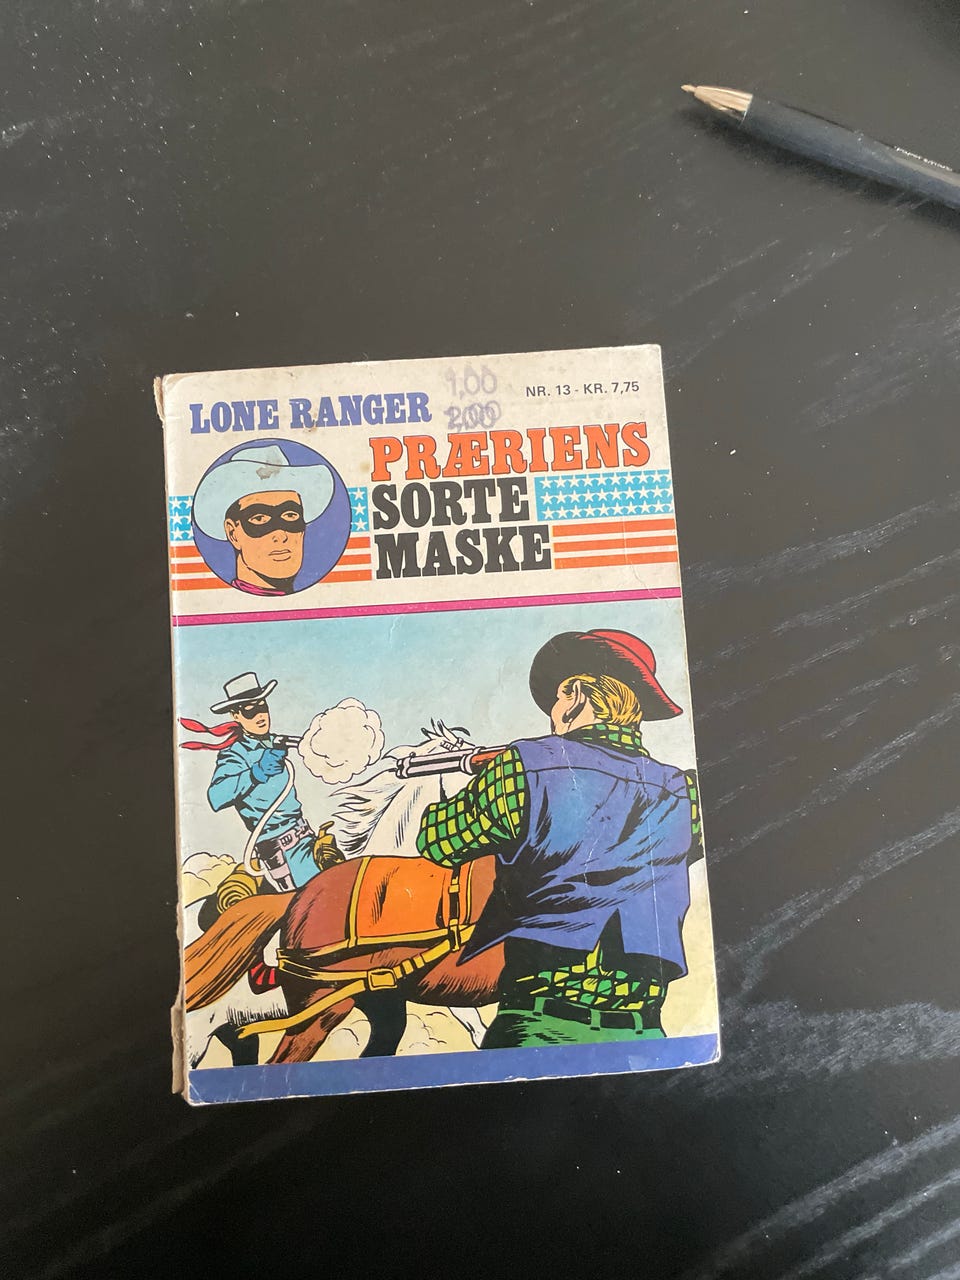 1,00
NR. 13 - KR. 7,75
LONE RANGER
2,00
PRÆRIENS
SORTE
MASKE